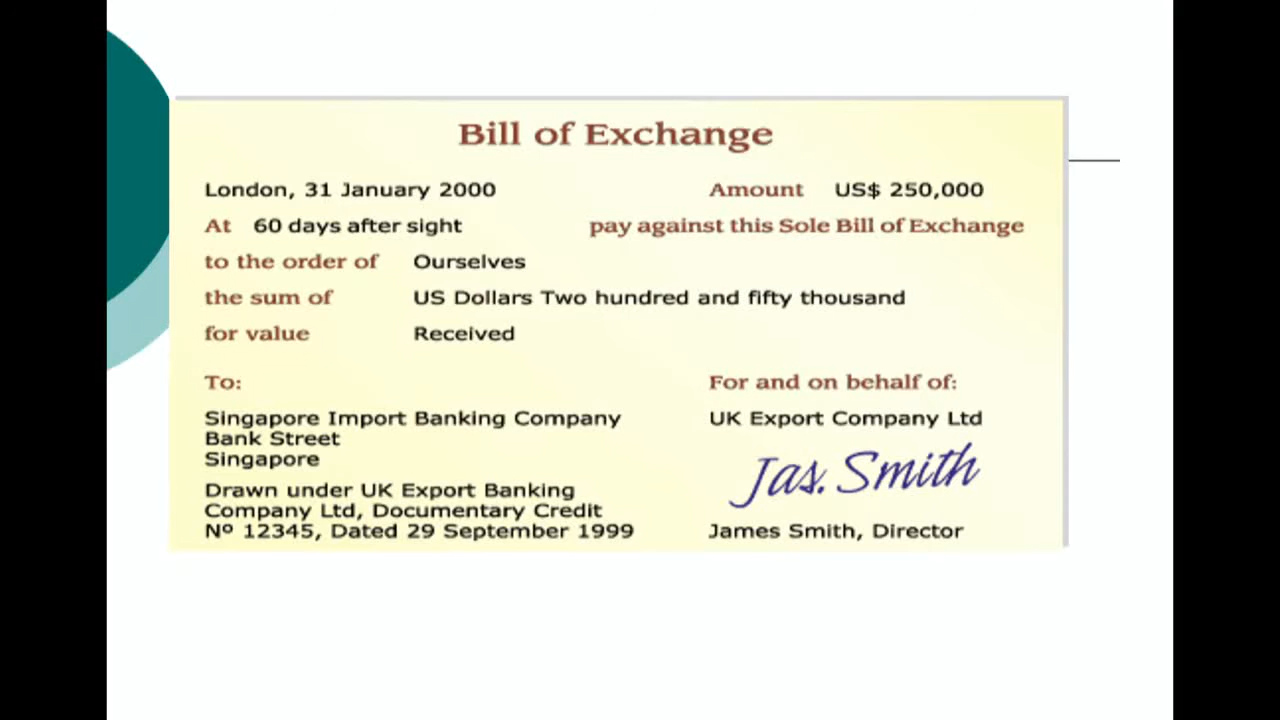 Bill of Exchange
London, 31 January 2000 Amount US$ 250,000
At 60 days after sight pay against this Sole Bill of Exchange
to the order of Ourselves
the sum of US Dollars Two hundred and fifty thousand
for value Received
To: For and on behalf of:
Singapore Import Banking Company UK Export Company Ltd
Bank Street
Singapore
Jas. Smith
Drawn under UK Export Banking
Company Ltd, Documentary Credit
Nº 12345, Dated 29 September 1999 James Smith, Director